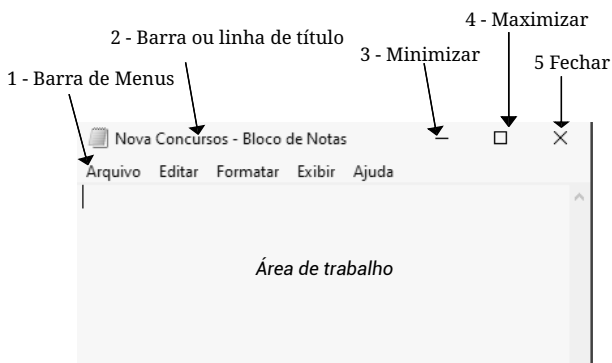 4 - Maximizar
2 - Barra ou linha de título
3 - Minimizar
5 Fechar
1 - Barra de Menus
Nova Concursos - Bloco de Notas
Arquivo Editar Formatar Exibir Ajuda
Área de trabalho